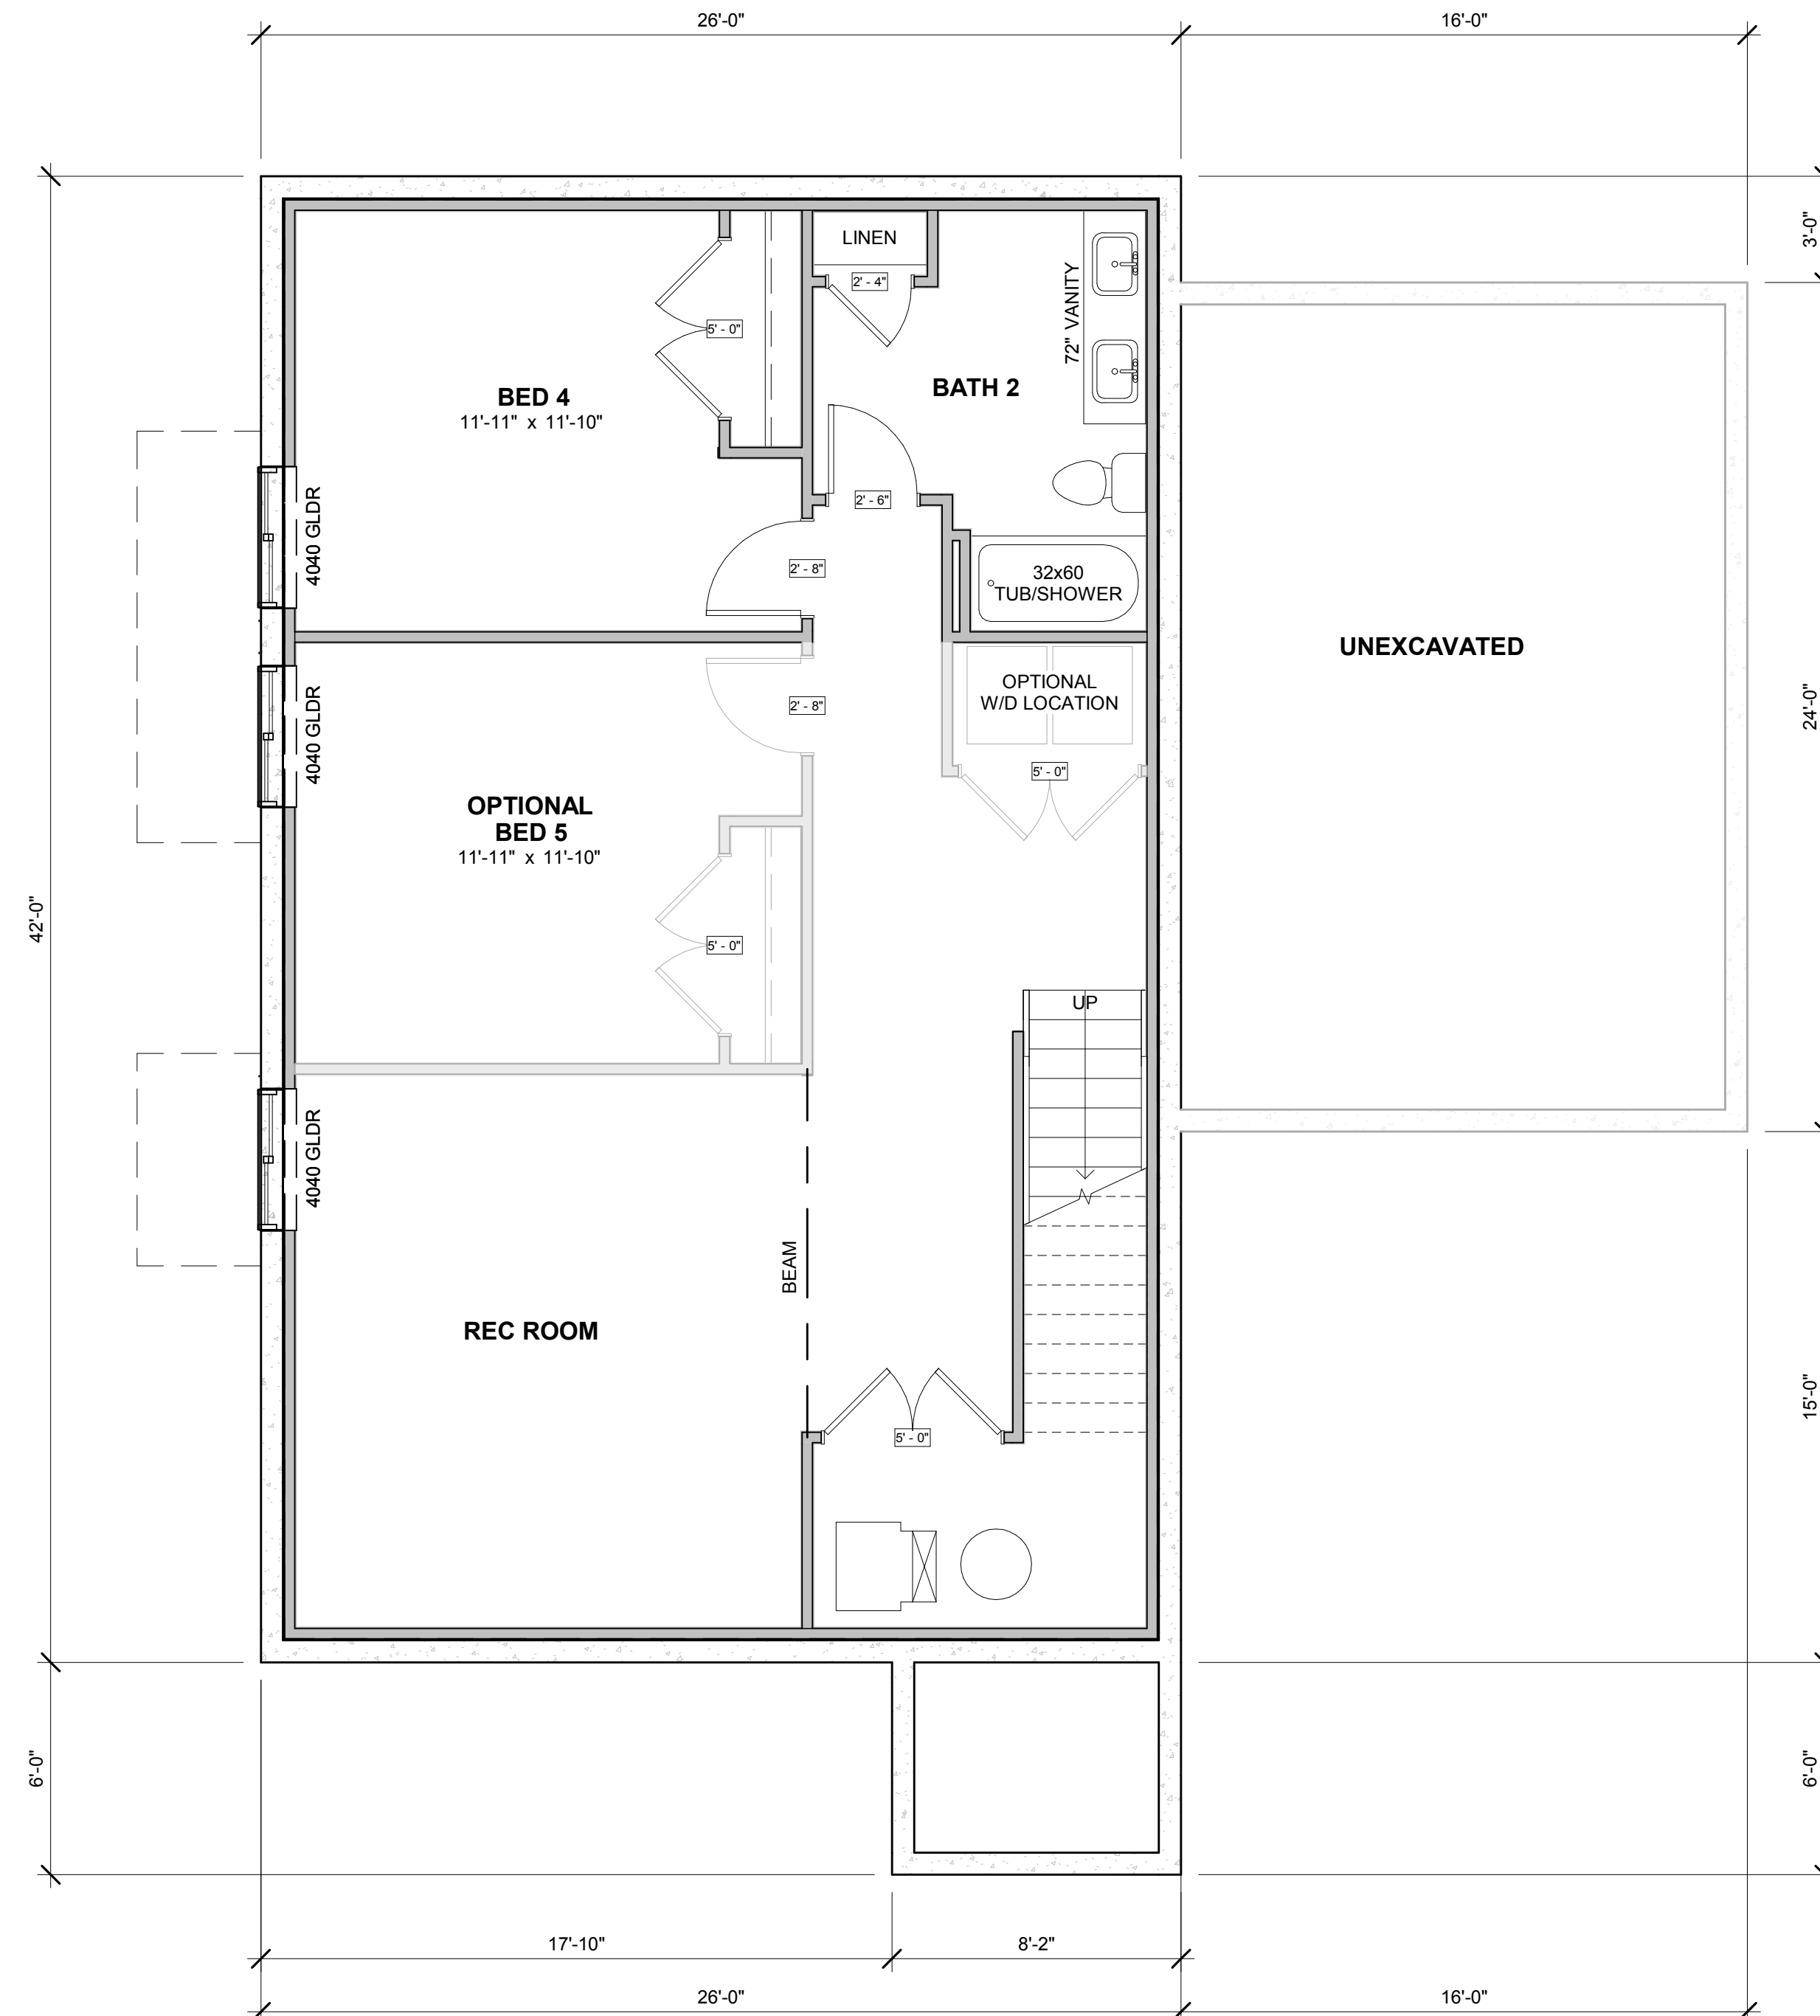 26'-0"
16'-0"
3'-0"
LINEN
2' - 4"
72" VANITY
5' - 0"
BATH 2
BED 4
11'-11" x 11'-10"
4040 GLDR
2' - 6"
2' - 8"
32x60
TUB/SHOWER
UNEXCAVATED
4040 GLDR
2' - 8"
OPTIONAL
W/D LOCATION
24'-0"
5' - 0"
OPTIONAL
BED 5
11'-11" x 11'-10"
42'-0"
5' - 0"
UP
4040 GLDR
BEAM
REC ROOM
15'-0"
5' - 0"
6'-0"
6'-0"
17'-10"
8'-2"
26'-0"
16'-0"